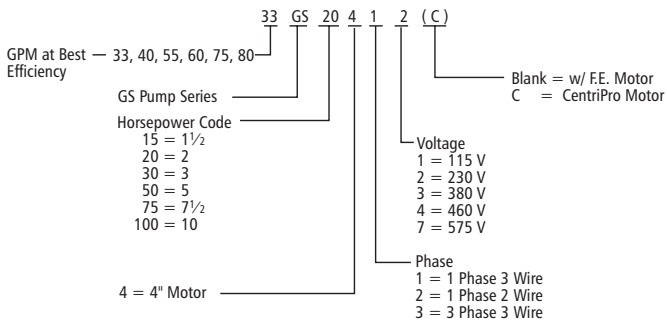 33 GS 20 4 1 2 (C)
GPM at Best 33, 40, 55, 60, 75, 80
Efficiency
Blank = w/ F.E. Motor
C = CentriPro Motor
GS Pump Series
Horsepower Code
15 = 1½
20 = 2
30 = 3
50 = 5
75 = 7½
100 = 10
Voltage
1 = 115 V
2 = 230 V
3 = 380 V
4 = 460 V
7 = 575 V
4 = 4" Motor
Phase
1 = 1 Phase 3 Wire
2 = 1 Phase 2 Wire
3 = 3 Phase 3 Wire